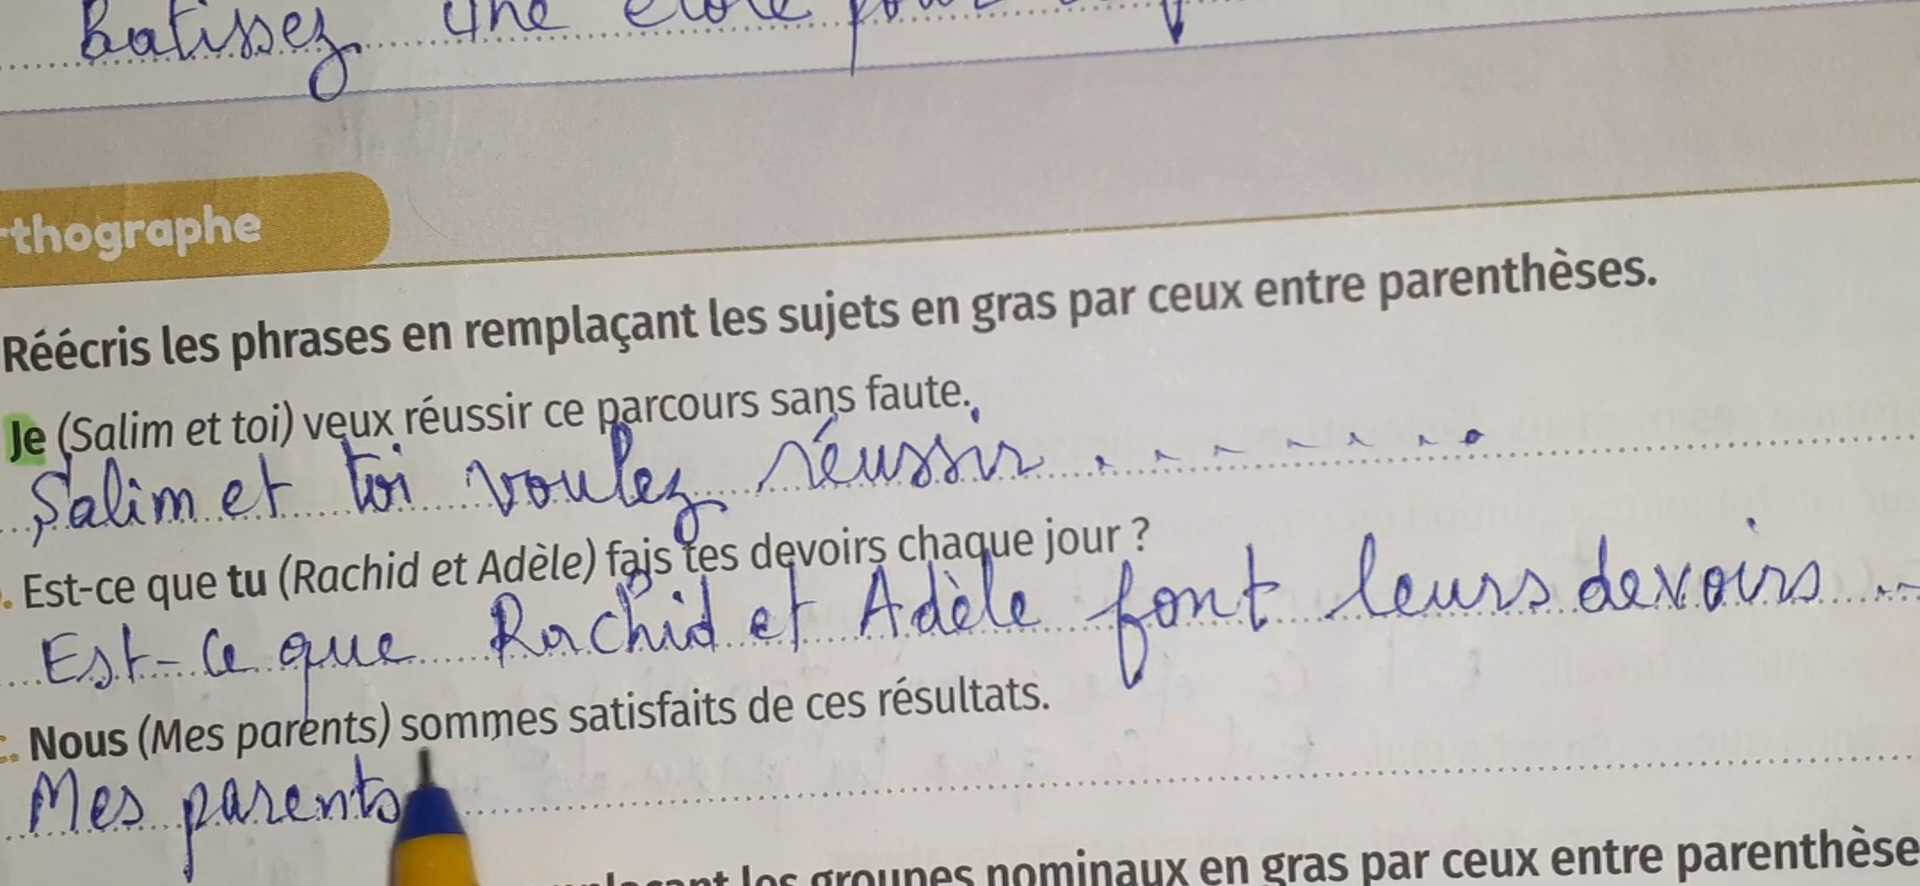 Batissez une école pour
thographe
Réécris les phrases en remplaçant les sujets en gras par ceux entre parenthèses.
Je (Salim et toi) veux réussir ce parcours sans faute.
Salim et toi voulez réussir . . . . . . . .
. Est-ce que tu (Rachid et Adèle) fais tes devoirs chaque jour ?
Est-ce que Rachid et Adèle font leurs devoirs ...
. Nous (Mes parents) sommes satisfaits de ces résultats.
Mes parents
les groupes nominaux en gras par ceux entre parenthèse